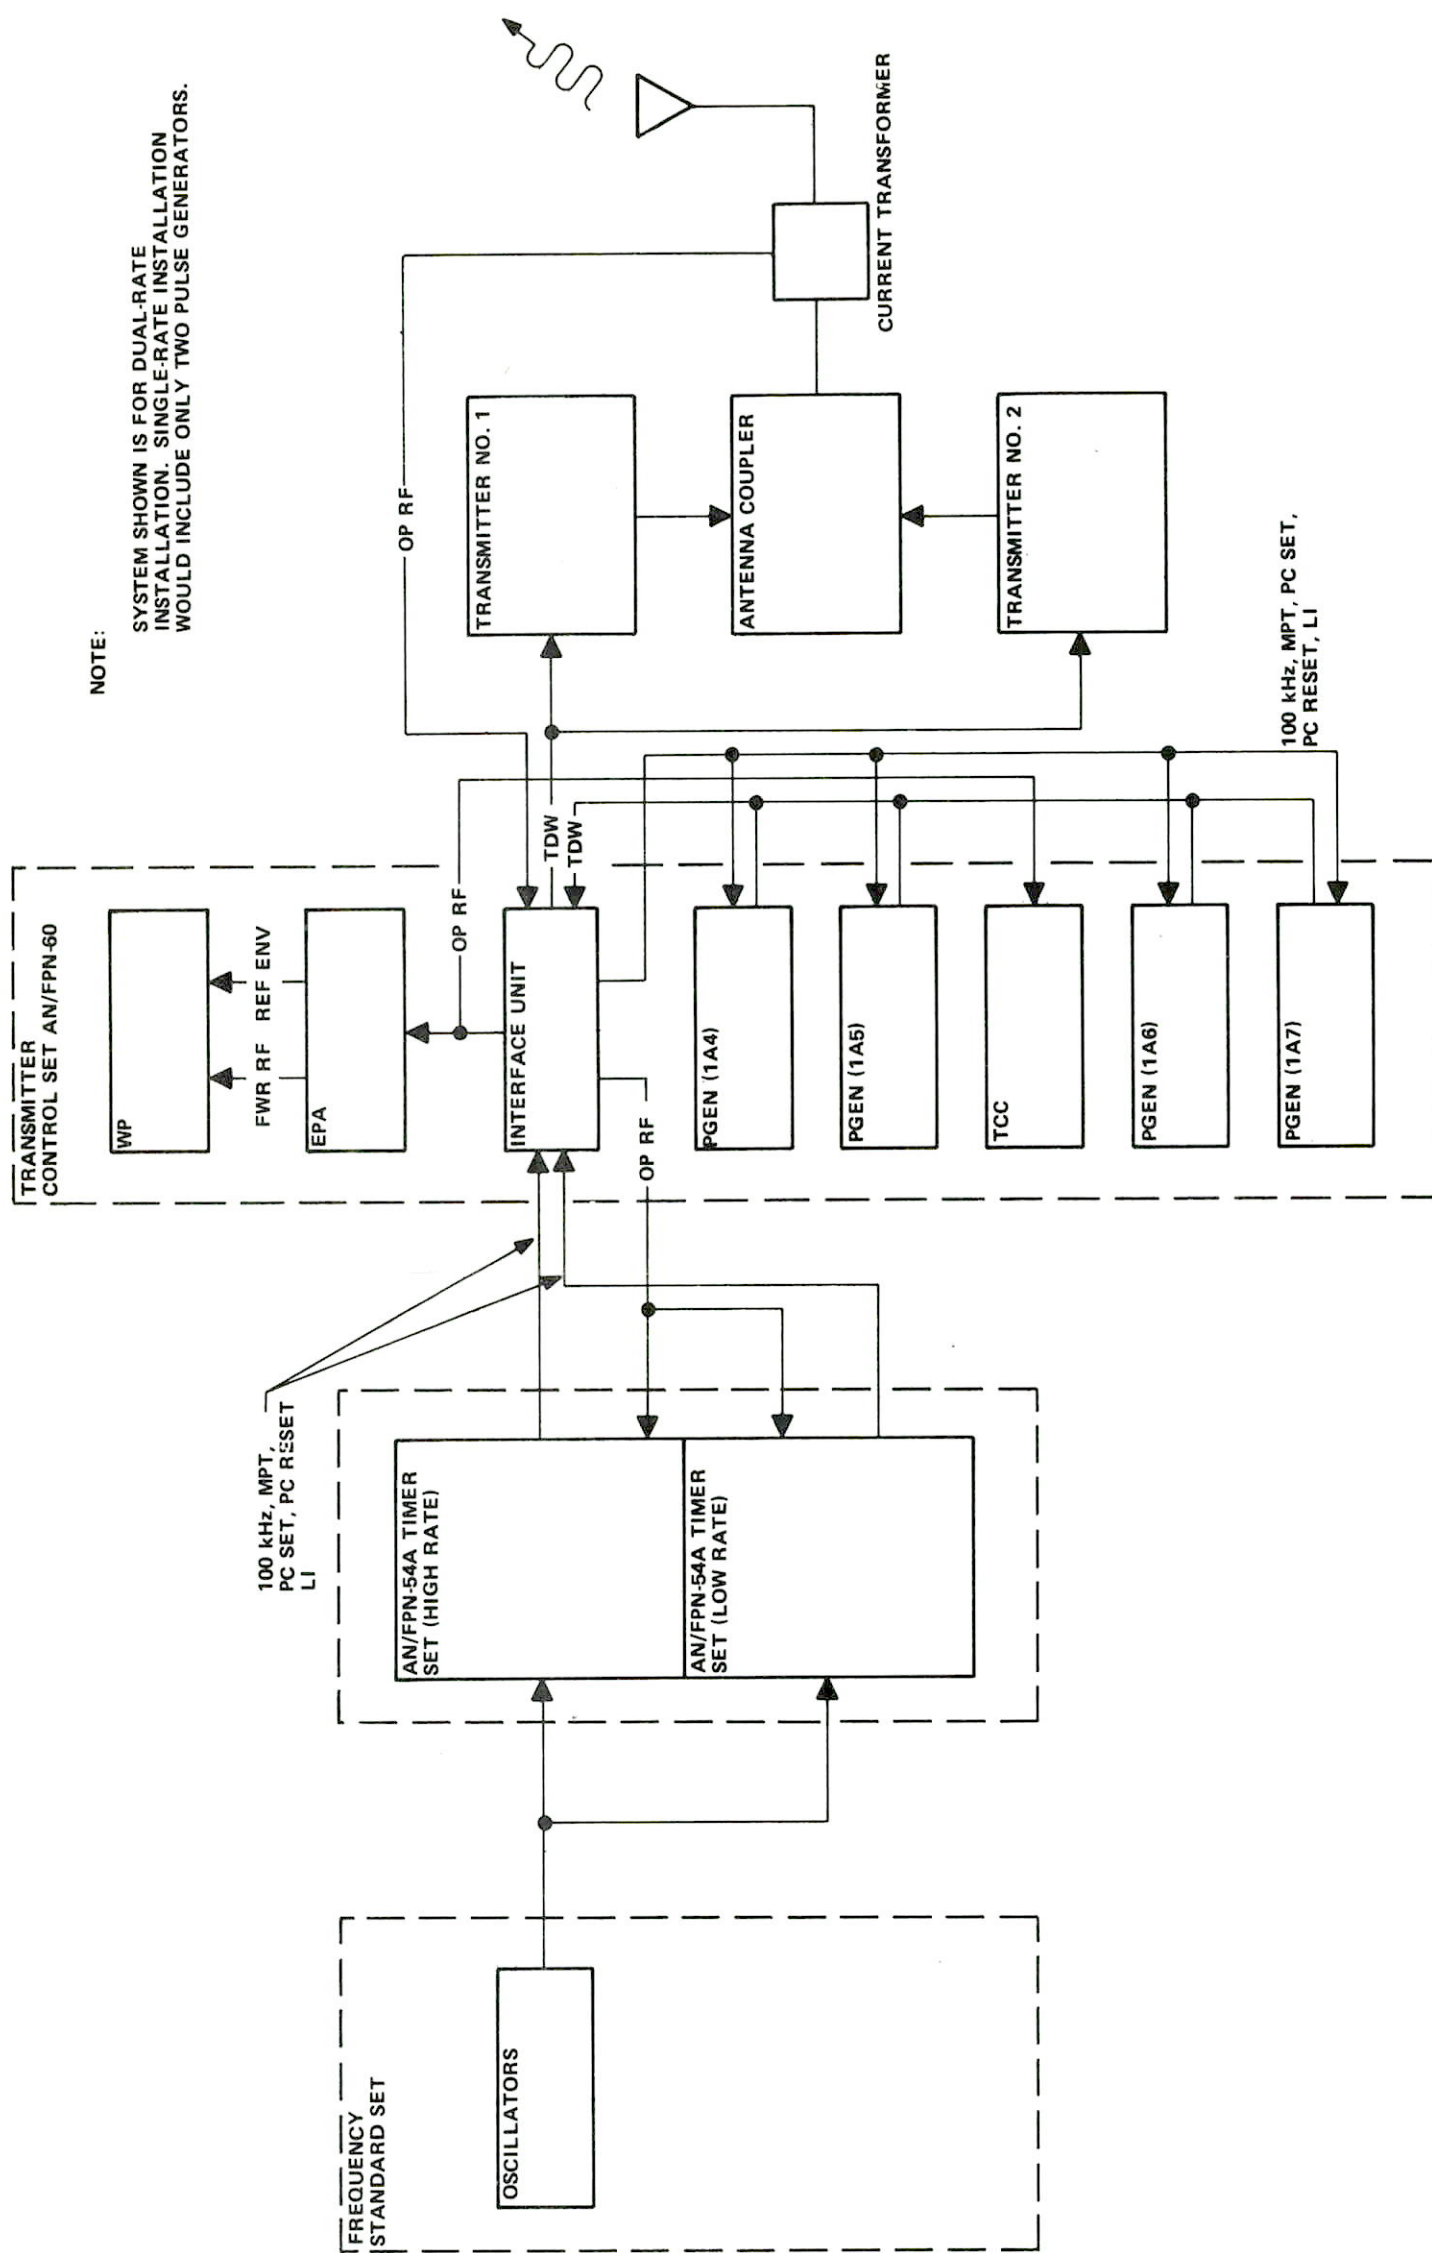 FREQUENCY
STANDARD SET
OSCILLATORS
100 kHz, MPT,
PC SET, PC RESET
LI
AN/FPN-54A TIMER
SET (HIGH RATE)
AN/FPN-54A TIMER
SET (LOW RATE)
TRANSMITTER
CONTROL SET AN/FPN-60
WP
FWR RF
REF ENV
EPA
OP RF
INTERFACE UNIT
TDW
TDW
OP RF
PGEN (1A4)
PGEN (1A5)
TCC
PGEN (1A6)
PGEN (1A7)
100 kHz, MPT, PC SET,
PC RESET, LI
NOTE:
SYSTEM SHOWN IS FOR DUAL-RATE
INSTALLATION. SINGLE-RATE INSTALLATION
WOULD INCLUDE ONLY TWO PULSE GENERATORS.
OP RF
TRANSMITTER NO. 1
ANTENNA COUPLER
TRANSMITTER NO. 2
CURRENT TRANSFORMER